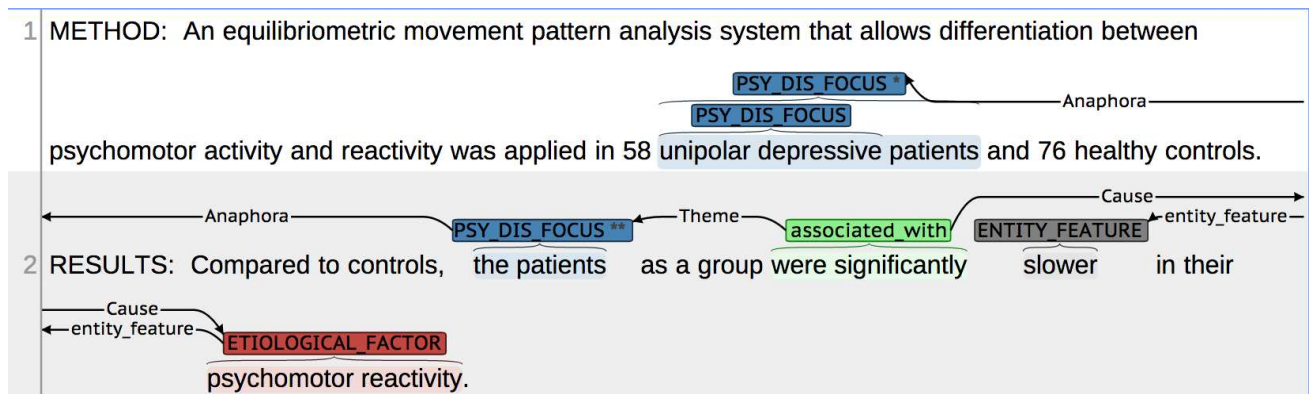 1 METHOD: An equilibriometric movement pattern analysis system that allows differentiation between
PSY_DIS_FOCUS *
Anaphora
PSY_DIS_FOCUS
psychomotor activity and reactivity was applied in 58 unipolar depressive patients and 76 healthy controls.
Cause
Anaphora PSY_DIS_FOCUS ** Theme associated_with ENTITY_FEATURE entity_feature
2 RESULTS: Compared to controls, the patients as a group were significantly slower in their
Cause
entity_feature
ETIOLOGICAL_FACTOR
psychomotor reactivity.